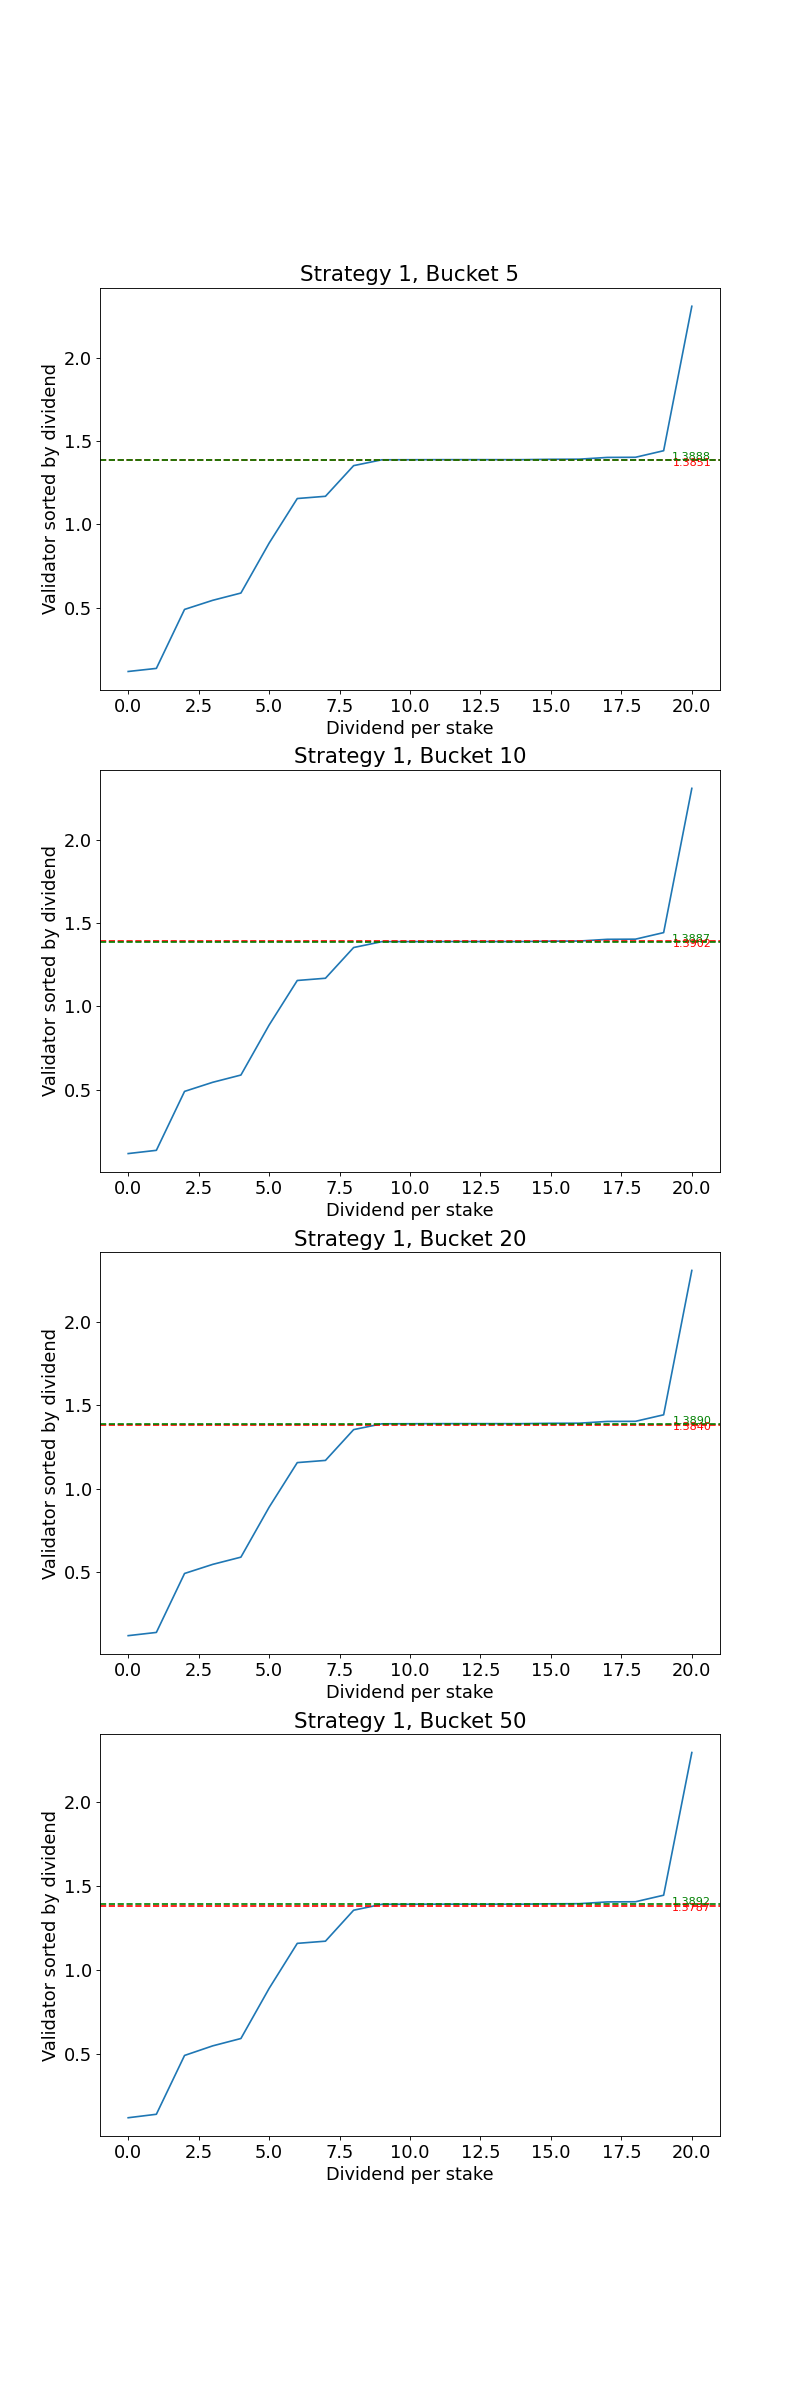 Strategy 1, Bucket 5
2.0
1.5
1.0
0.5
Validator sorted by dividend
1.3888
1.3851
0.0 2.5 5.0 7.5 10.0 12.5 15.0 17.5 20.0
Dividend per stake
Strategy 1, Bucket 10
2.0
1.5
1.0
0.5
Validator sorted by dividend
1.3887
1.3902
0.0 2.5 5.0 7.5 10.0 12.5 15.0 17.5 20.0
Dividend per stake
Strategy 1, Bucket 20
2.0
1.5
1.0
0.5
Validator sorted by dividend
1.3890
1.3840
0.0 2.5 5.0 7.5 10.0 12.5 15.0 17.5 20.0
Dividend per stake
Strategy 1, Bucket 50
2.0
1.5
1.0
0.5
Validator sorted by dividend
1.3892
1.3787
0.0 2.5 5.0 7.5 10.0 12.5 15.0 17.5 20.0
Dividend per stake